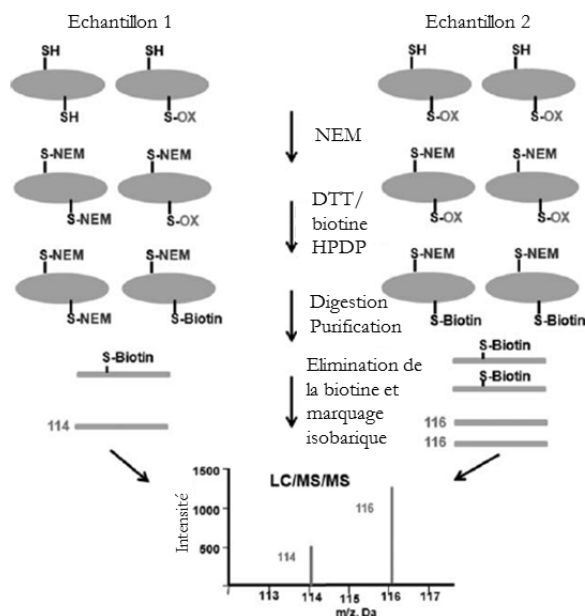 Echantillon 1
Echantillon 2
SH
SH
SH
SH
SH
S-OX
S-OX
S-OX
NEM
S-NEM
S-NEM
S-NEM
S-NEM
S-NEM
S-OX
S-OX
S-OX
DTT/
biotine
HPDP
S-NEM
S-NEM
S-NEM
S-NEM
S-NEM
S-Biotin
S-Biotin
S-Biotin
Digestion
Purification
S-Biotin
S-Biotin
S-Biotin
Elimination de
la biotine et
marquage
isobarique
114
116
116
LC/MS/MS
Intensité
1500
1000
500
114
116
113
114
115
116
117
m/z, Da